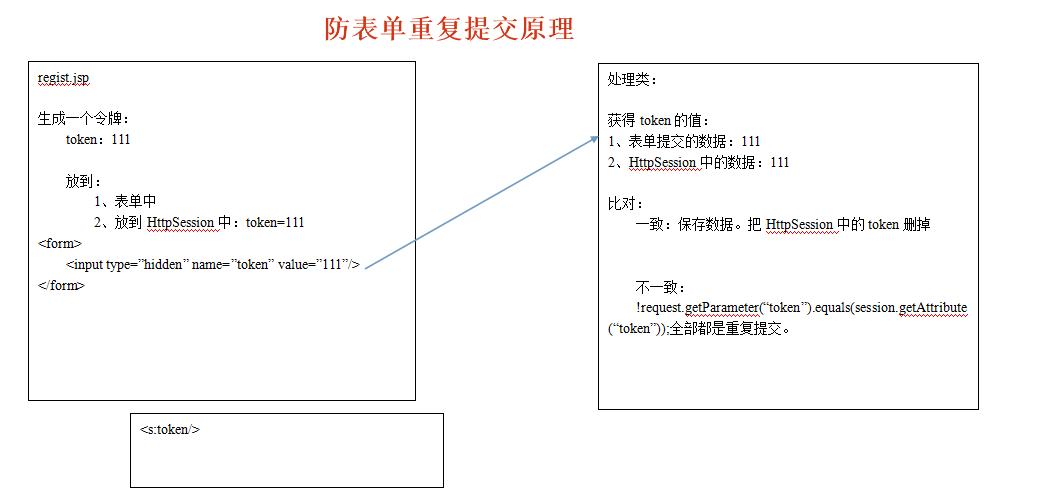 防表单重复提交原理
regist.jsp
生成一个令牌：
token：111
放到：
1、表单中
2、放到 HttpSession 中：token=111
<form>
<input type=”hidden” name=”token” value=”111”/>
</form>
<s:token/>
处理类：
获得 token 的值：
1、表单提交的数据：111
2、HttpSession 中的数据：111
比对：
一致：保存数据。把 HttpSession 中的 token 删掉
不一致：
!request.getParameter(“token”).equals(session.getAttribute
(“token”));全部都是重复提交。